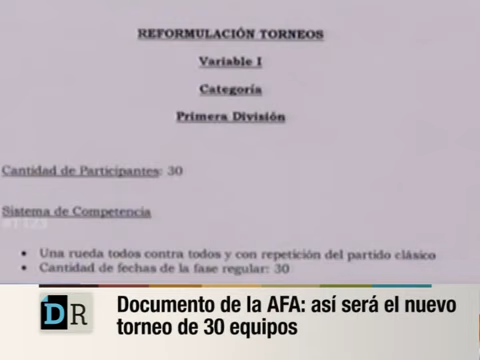 REFORMULACIÓN TORNEOS
Variable I
Categoría
Primera División
Cantidad de Participantes: 30
Sistema de Competencia
• Una rueda todos contra todos y con repetición del partido clásico
• Cantidad de fechas de la fase regular: 30
DR
Documento de la AFA: así será el nuevo
torneo de 30 equipos